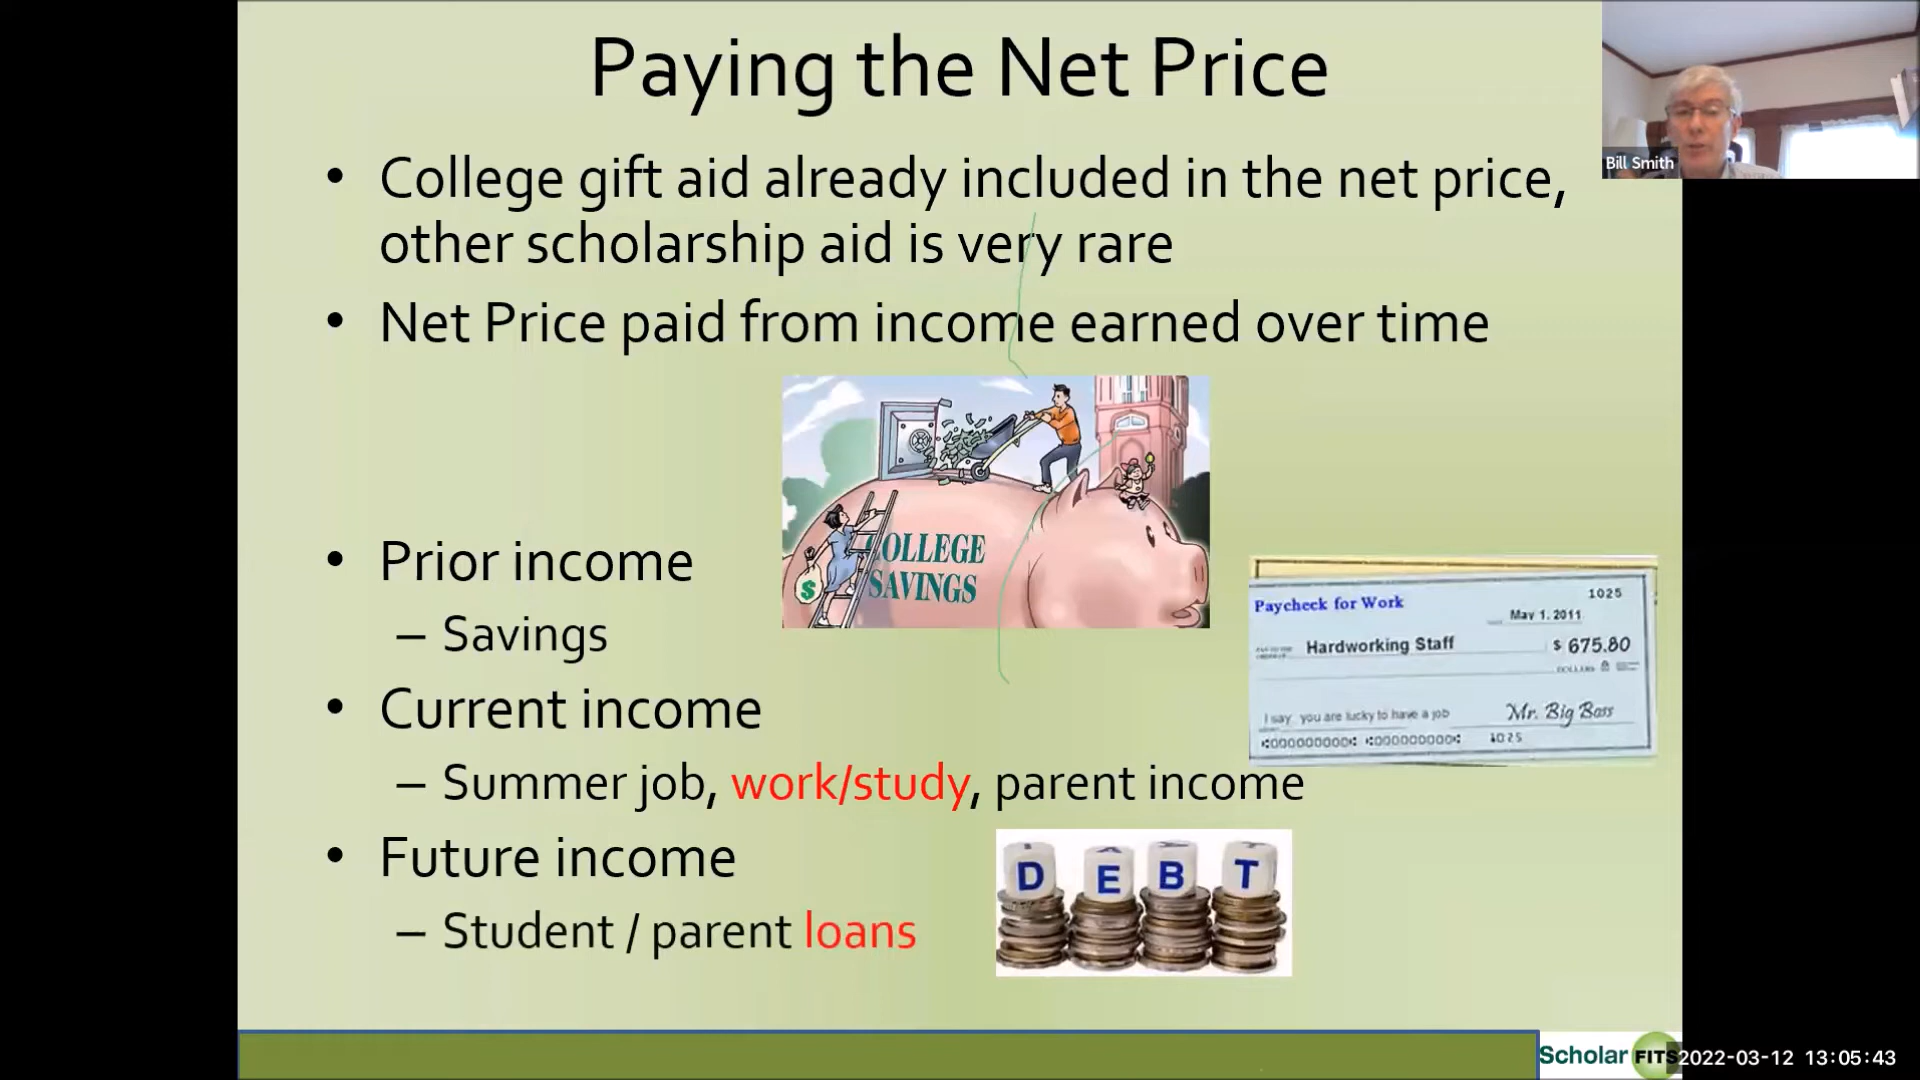 Paying the Net Price
Bill Smith
• College gift aid already included in the net price,
other scholarship aid is very rare
• Net Price paid from income earned over time
COLLEGE
SAVINGS
• Prior income
– Savings
Paycheck for Work
1025
May 1, 2011
Hardworking Staff
$ 675.80
DOLLARS
I say you are lucky to have a job
Mr. Big Boss
⑆000000000⑆ ⑆000000000⑆ 1025
• Current income
– Summer job, work/study, parent income
• Future income
– Student / parent loans
D E B T
Scholar FITS
2022-03-12 13:05:43